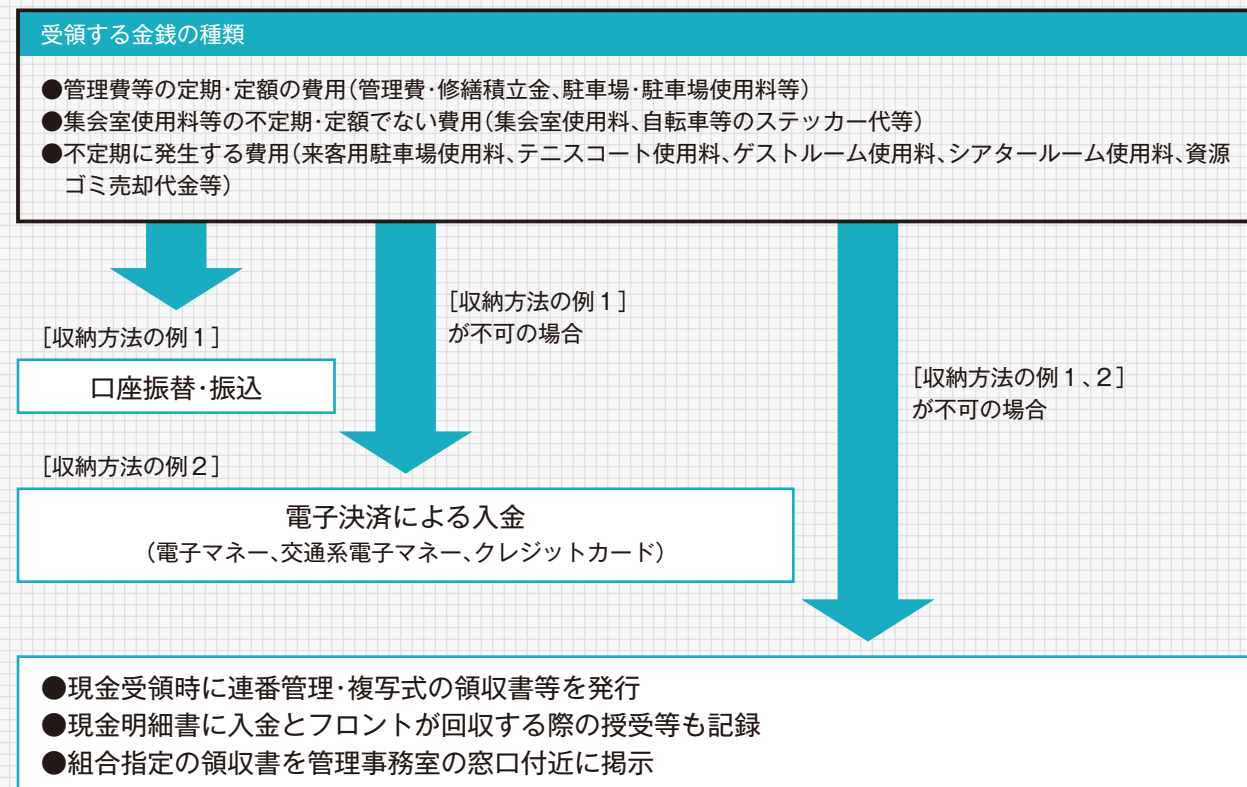 受領する金銭の種類
●管理費等の定期・定額の費用(管理費・修繕積立金、駐車場・駐車場使用料等)
●集会室使用料等の不定期・定額でない費用(集会室使用料、自転車等のステッカー代等)
●不定期に発生する費用(来客用駐車場使用料、テニスコート使用料、ゲストルーム使用料、シアタールーム使用料、資源
ゴミ売却代金等)
[収納方法の例1]
が不可の場合
[収納方法の例1]
口座振替・振込
[収納方法の例1、2]
が不可の場合
[収納方法の例2]
電子決済による入金
(電子マネー、交通系電子マネー、クレジットカード)
●現金受領時に連番管理・複写式の領収書等を発行
●現金明細書に入金とフロントが回収する際の授受等も記録
●組合指定の領収書を管理事務室の窓口付近に掲示